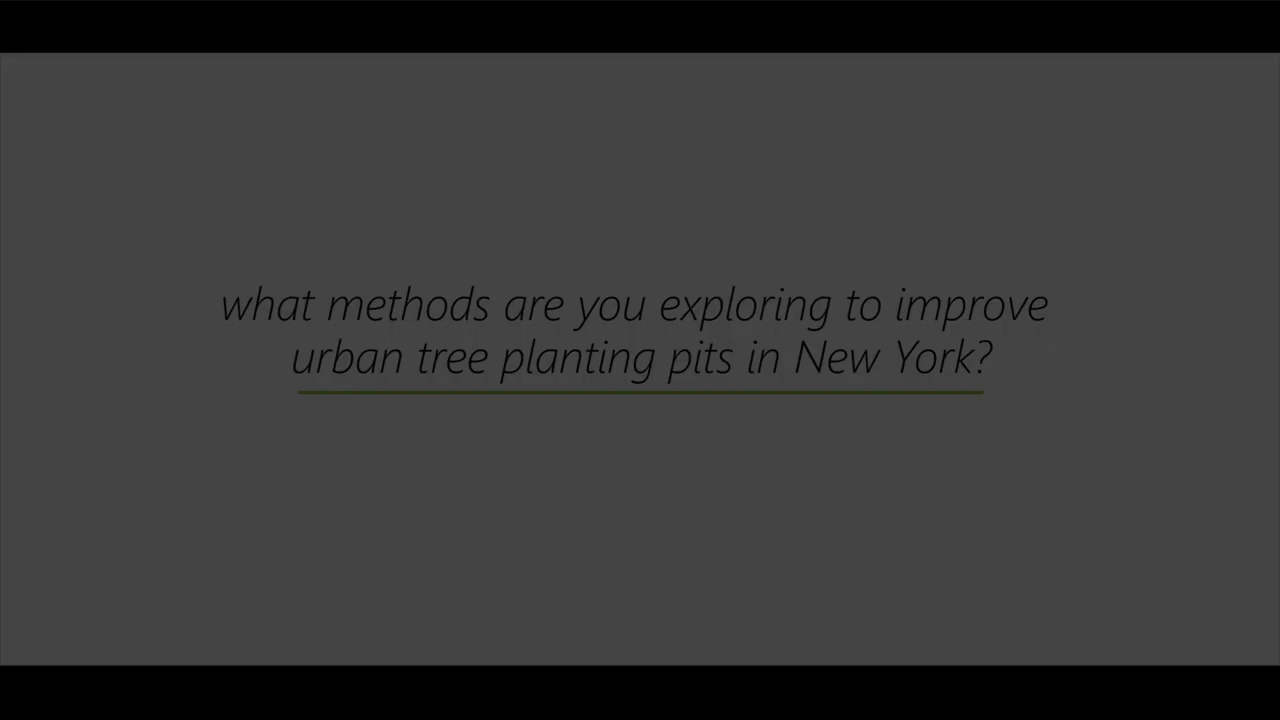 what methods are you exploring to improve
urban tree planting pits in New York?